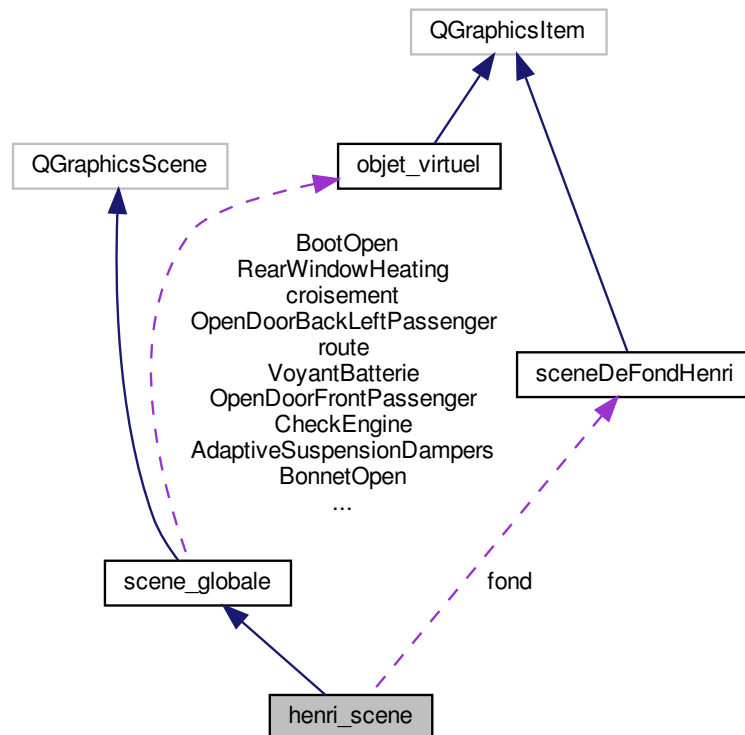 QGraphicsItem
QGraphicsScene
objet_virtuel
BootOpen
RearWindowHeating
croisement
OpenDoorBackLeftPassenger
route
VoyantBatterie
OpenDoorFrontPassenger
CheckEngine
AdaptiveSuspensionDampers
BonnetOpen
...
sceneDeFondHenri
scene_globale
fond
henri_scene